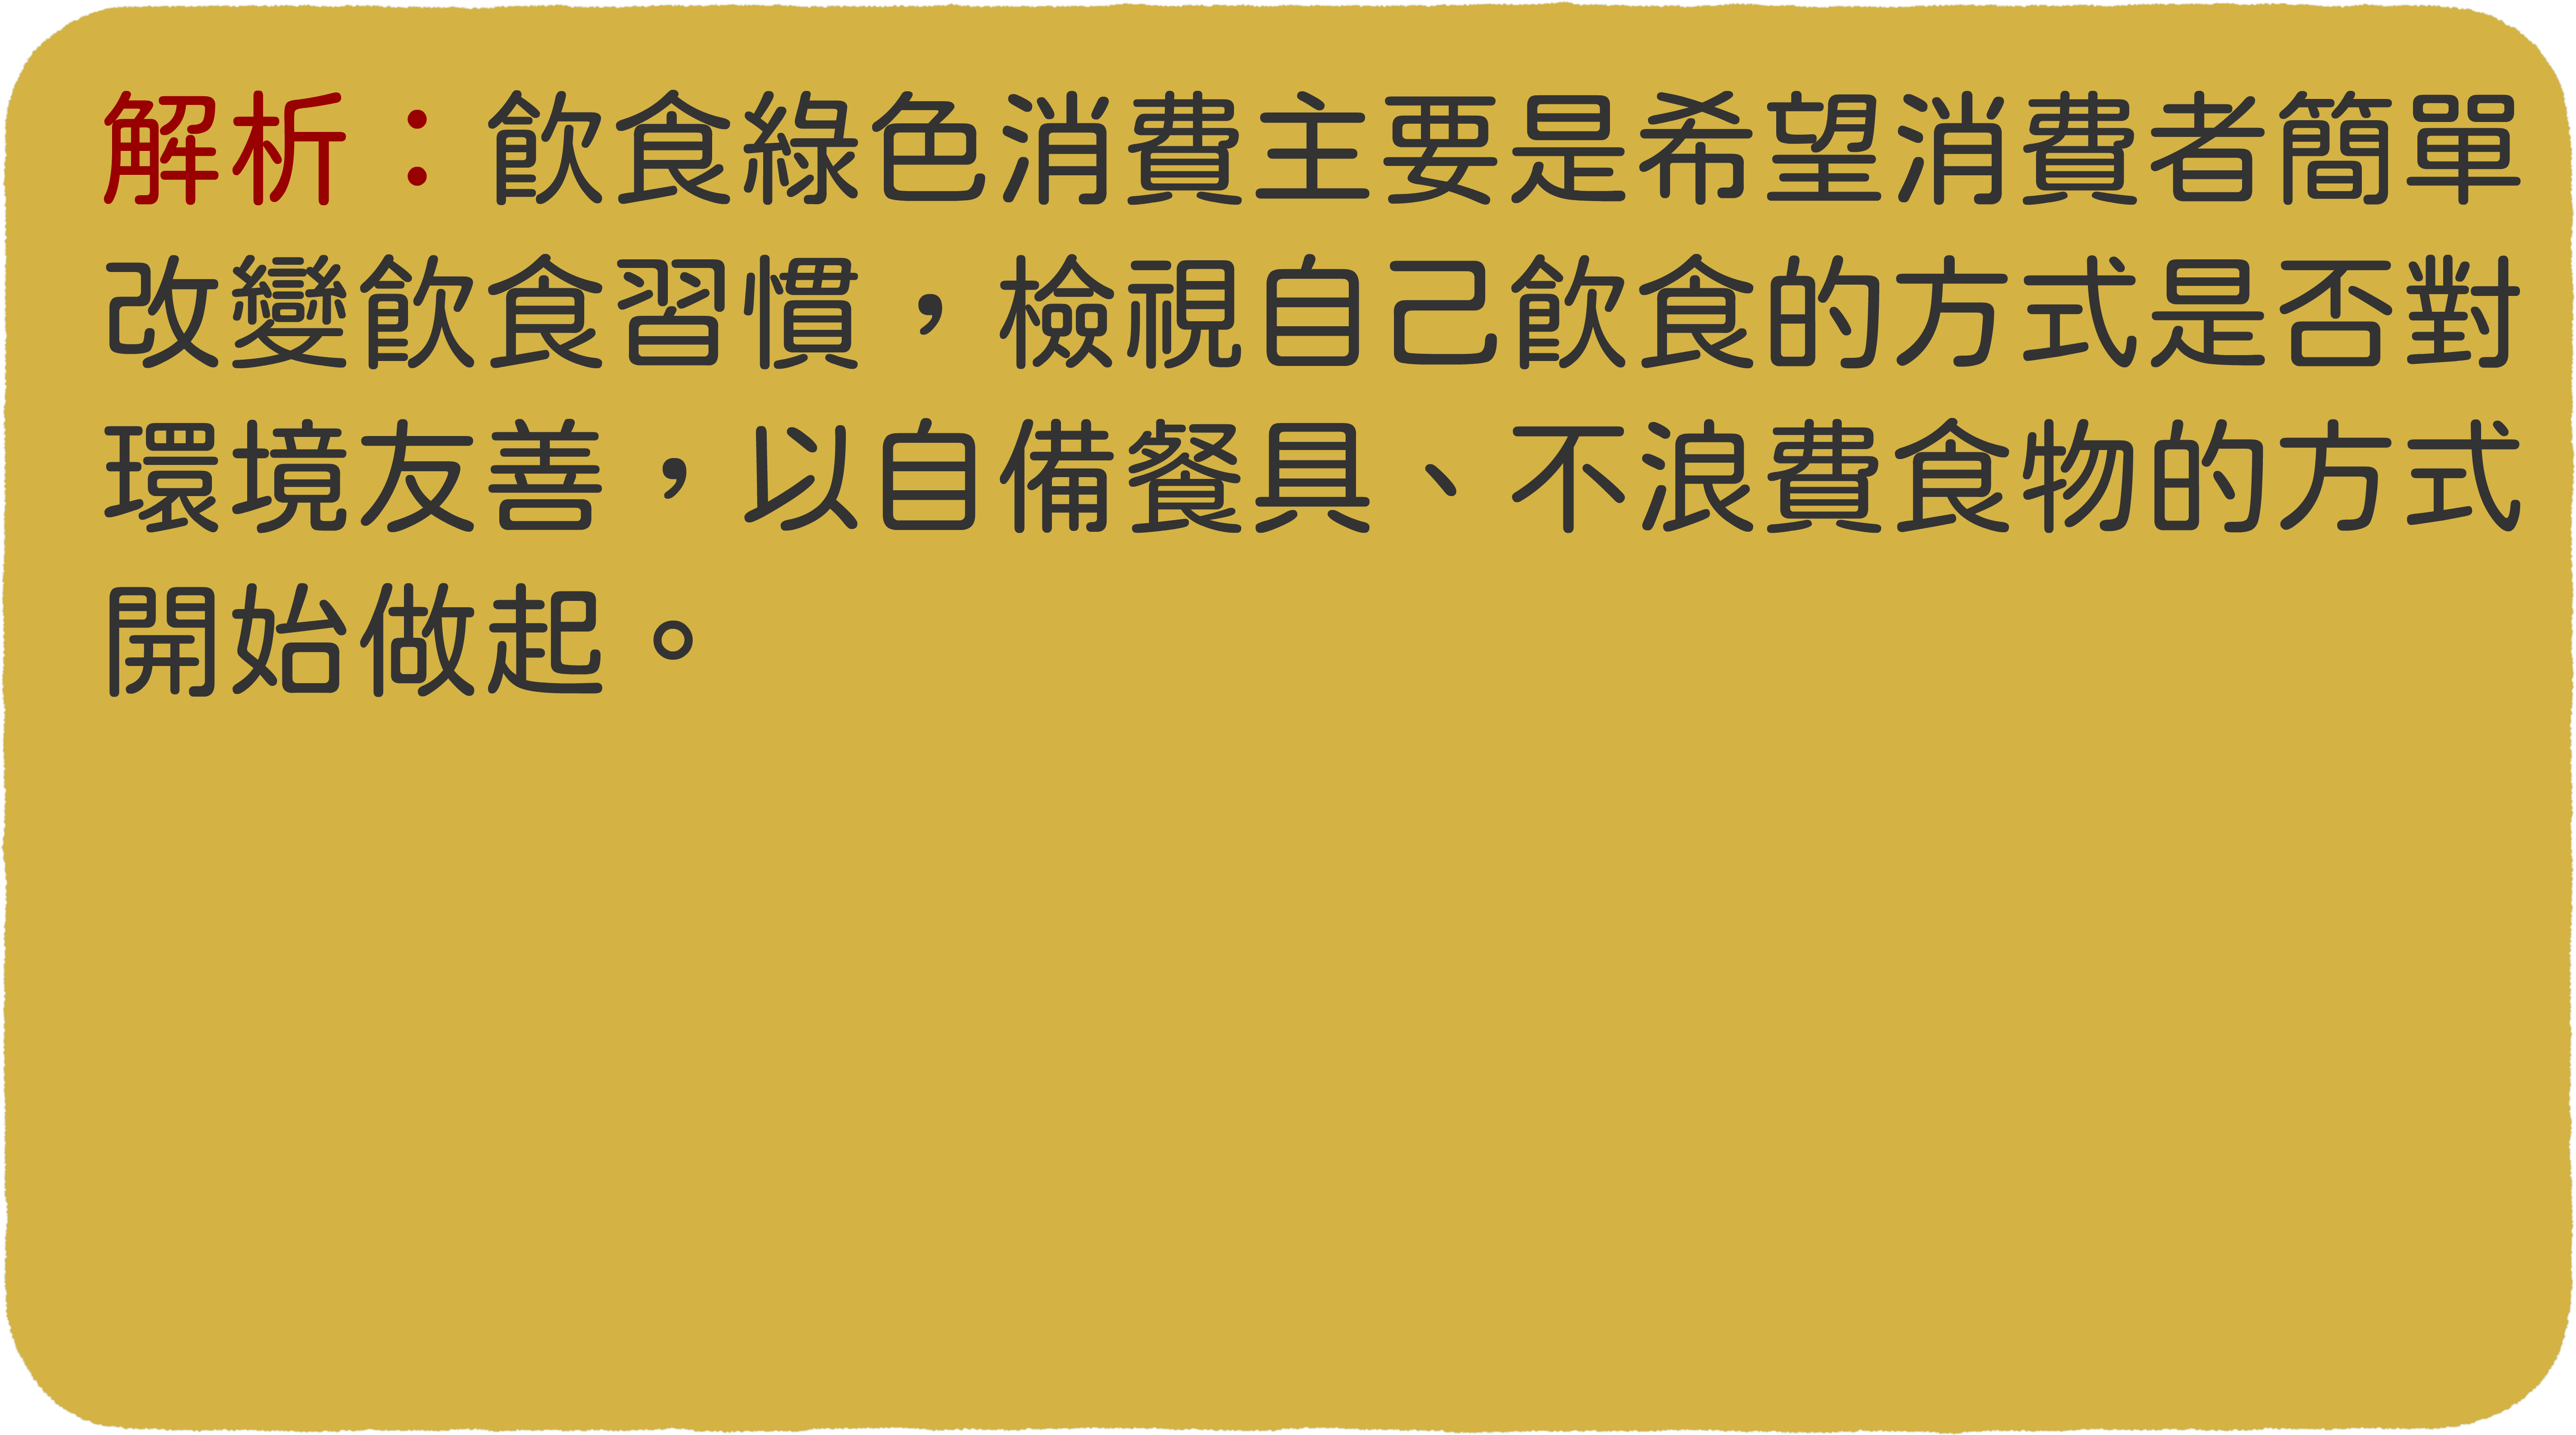 解析：飲食綠色消費主要是希望消費者簡單
改變飲食習慣，檢視自己飲食的方式是否對
環境友善，以自備餐具、不浪費食物的方式
開始做起。